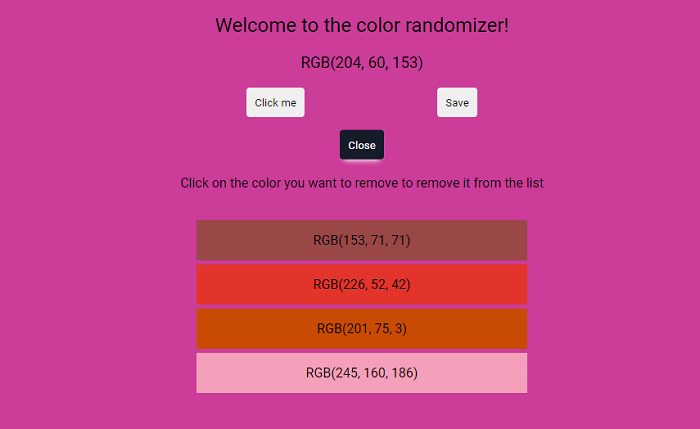 Welcome to the color randomizer!
RGB(204, 60, 153)
Click me
Save
Close
Click on the color you want to remove to remove it from the list
RGB(153, 71, 71)
RGB(226, 52, 42)
RGB(201, 75, 3)
RGB(245, 160, 186)